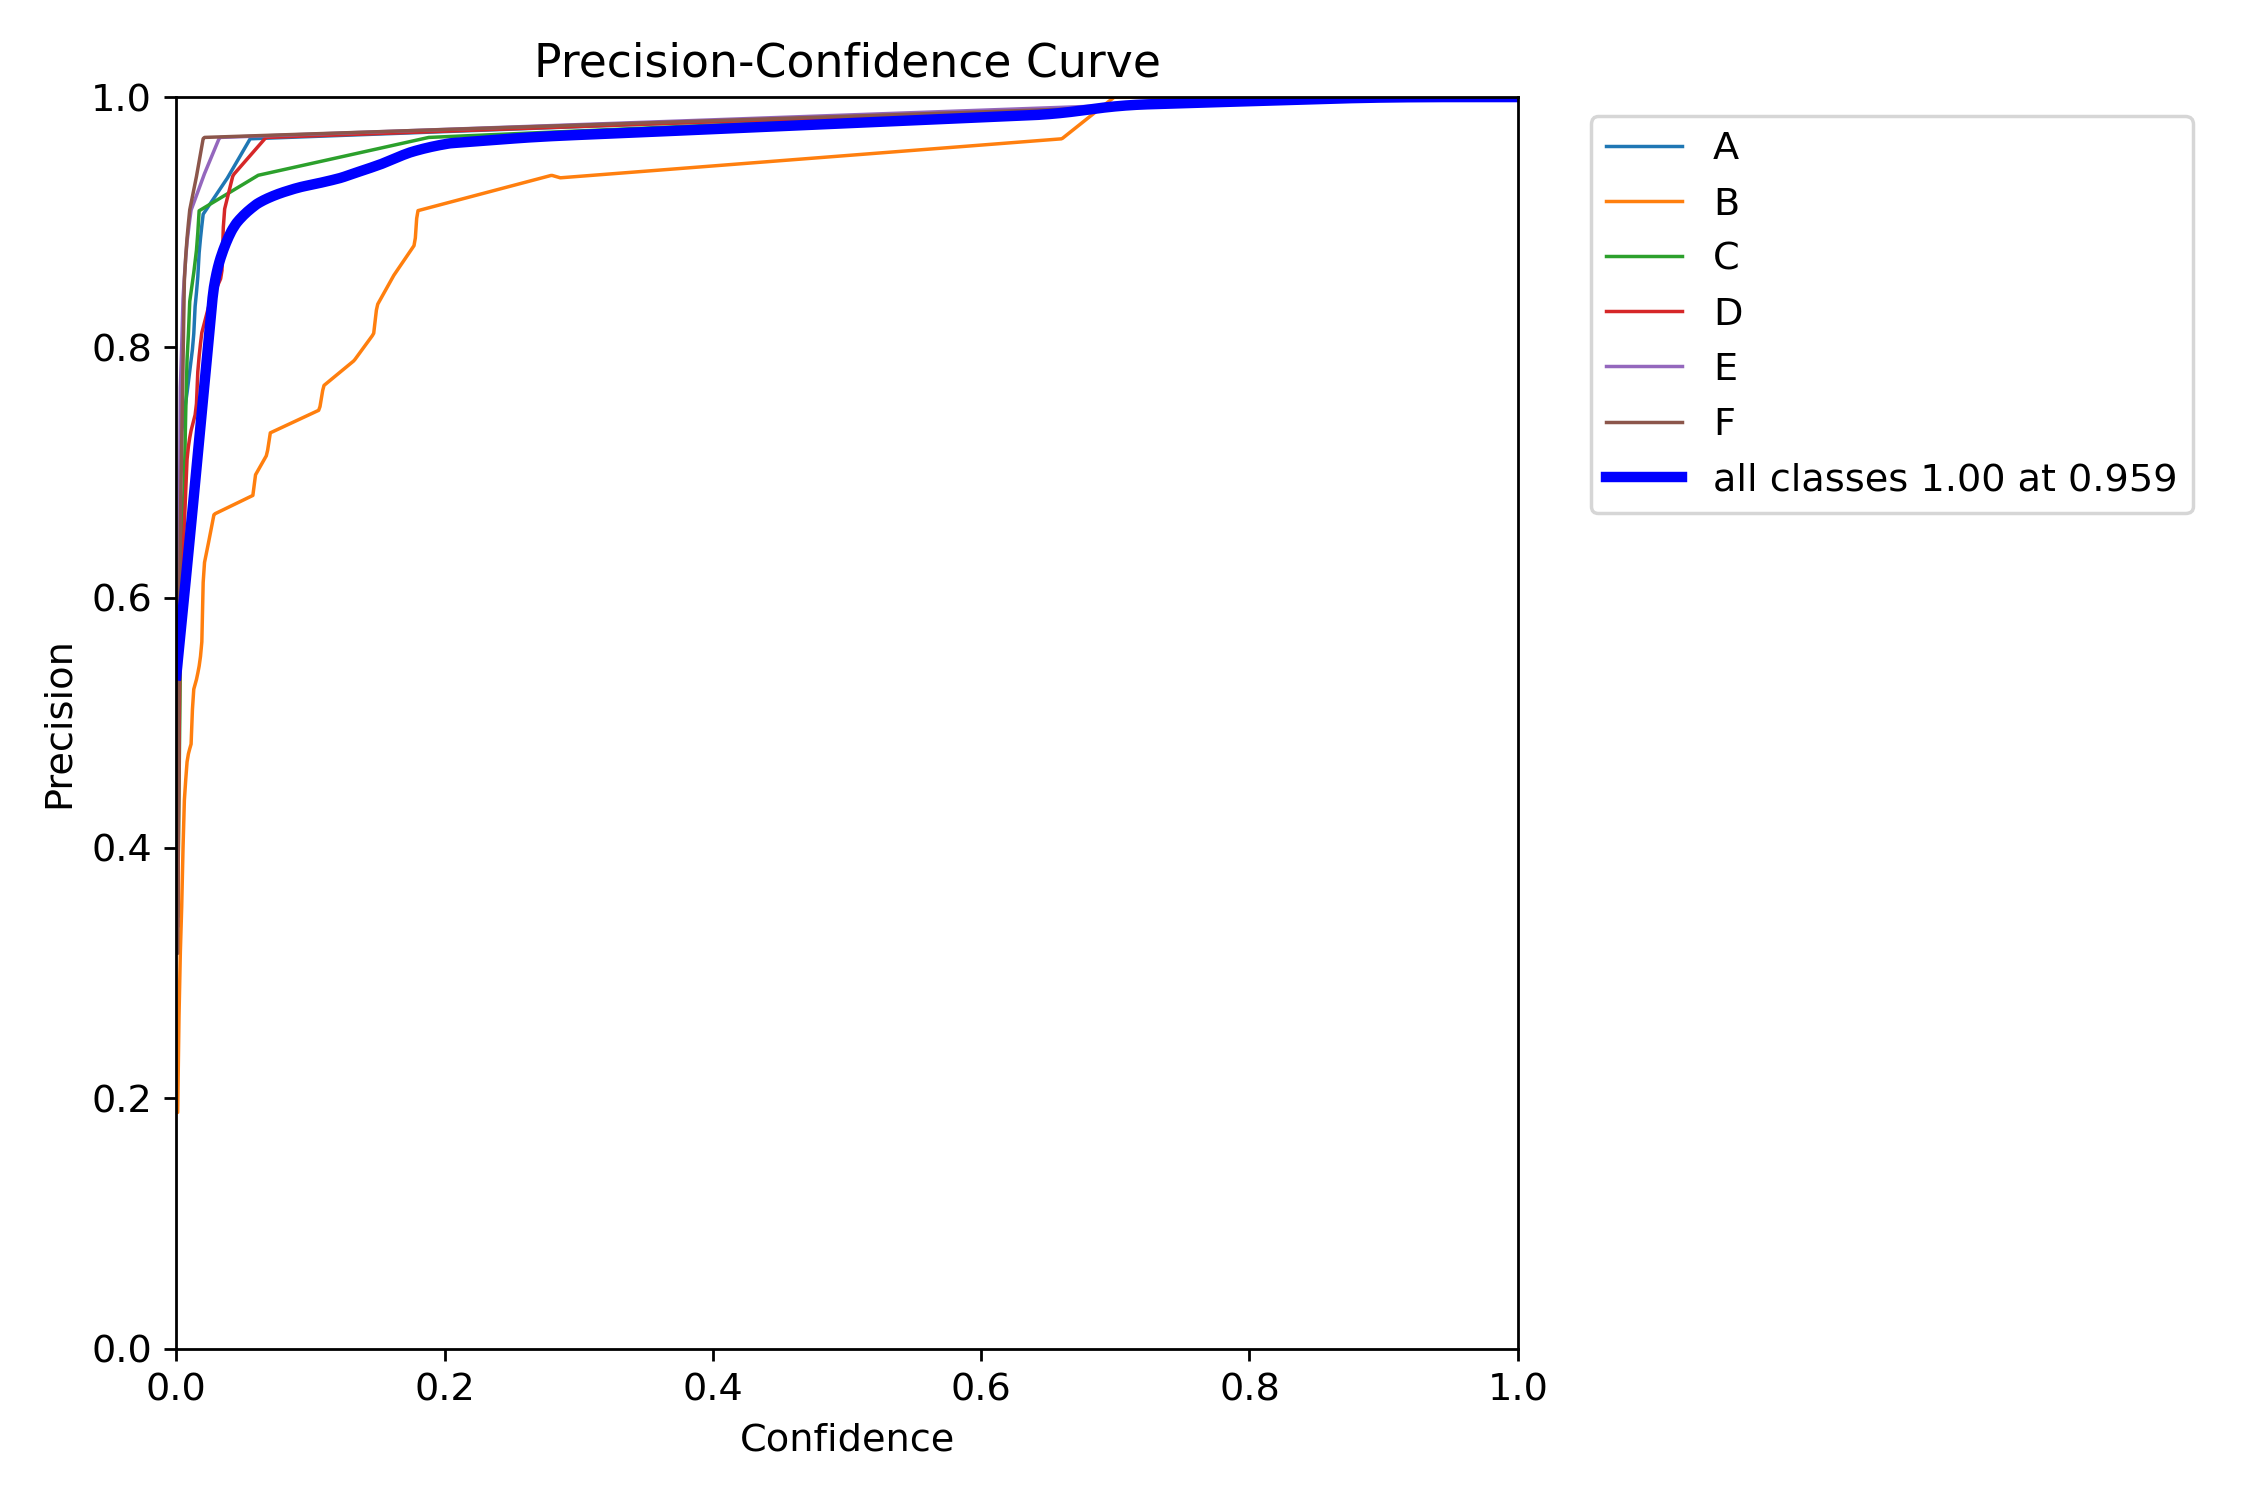 Precision-Confidence Curve
1.0
0.8
0.6
0.4
0.2
0.0
Precision
0.0 0.2 0.4 0.6 0.8 1.0
Confidence
A
B
C
D
E
F
all classes 1.00 at 0.959